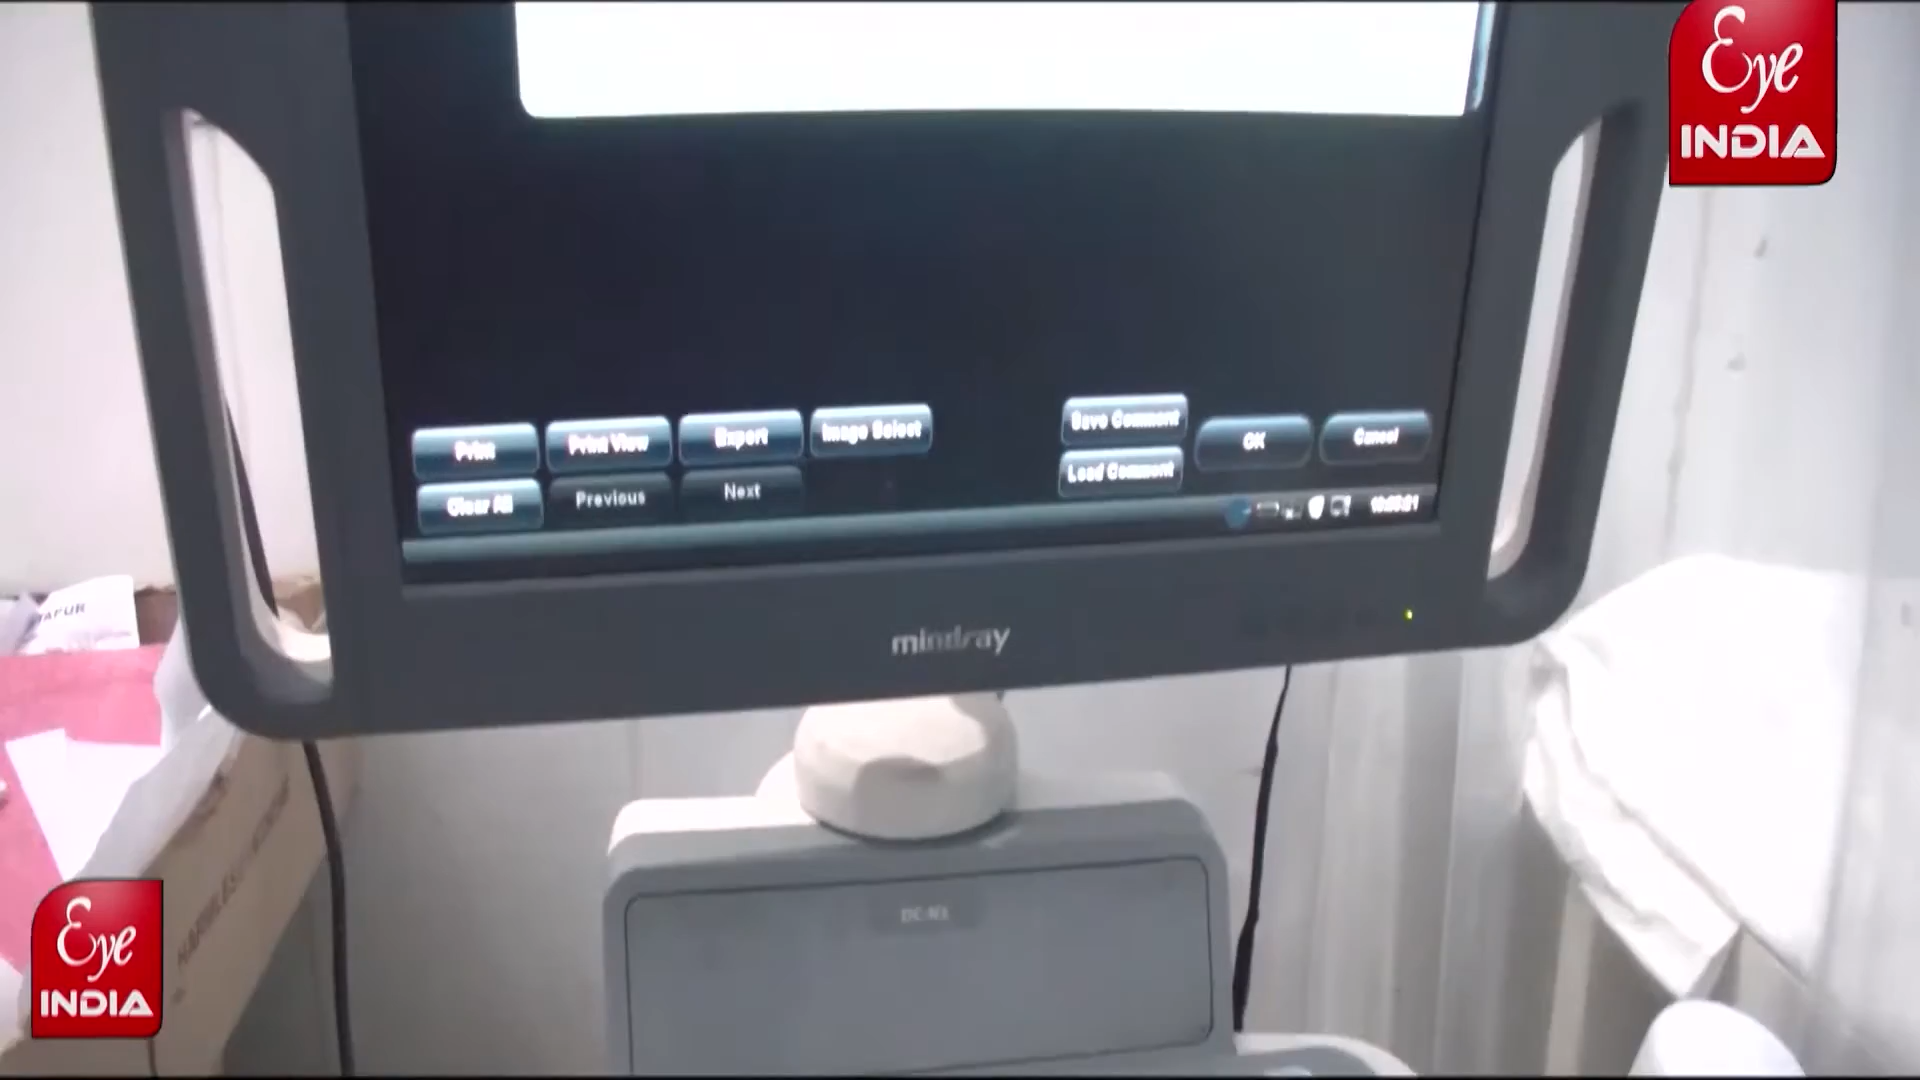 Eye
INDIA
Print
Print View
Export
Image Select
Save Comment
OK
Cancel
Load Comment
Clear All
Previous
Next
mindray
APUR
Eye
INDIA